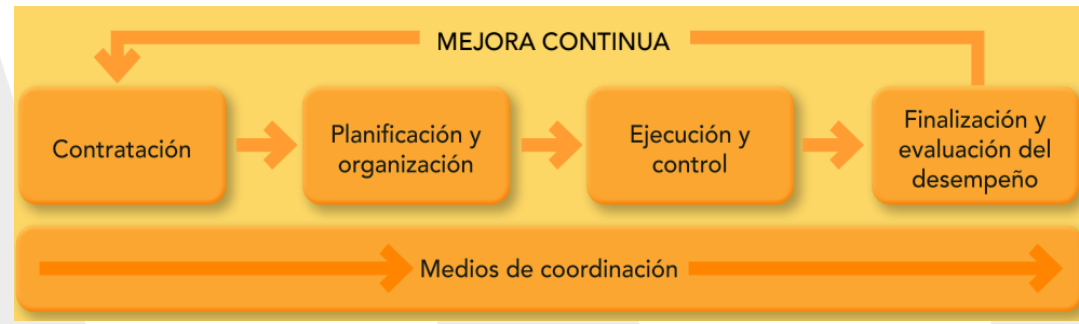 MEJORA CONTINUA
Contratación
Planificación y
organización
Ejecución y
control
Finalización y
evaluación del
desempeño
Medios de coordinación